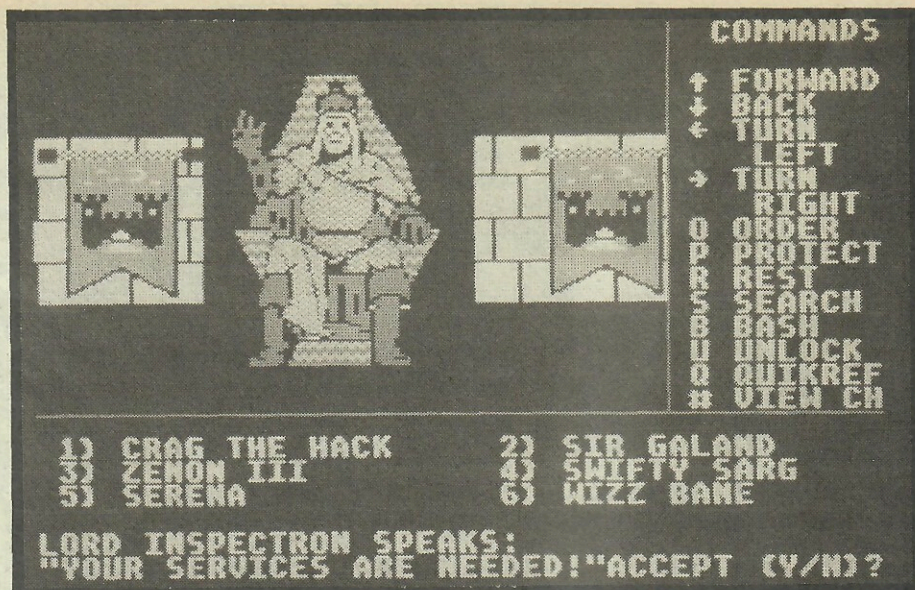 COMMANDS
↑ FORWARD
↓ BACK
← TURN
LEFT
→ TURN
RIGHT
O ORDER
P PROTECT
R REST
S SEARCH
B BASH
U UNLOCK
Q QUIKREF
# VIEW CH
1) CRAG THE HACK 2) SIR GALAND
3) ZENON III 4) SWIFTY SARG
5) SERENA 6) WIZZ BANE
LORD INSPECTRON SPEAKS:
"YOUR SERVICES ARE NEEDED!"ACCEPT (Y/N)?